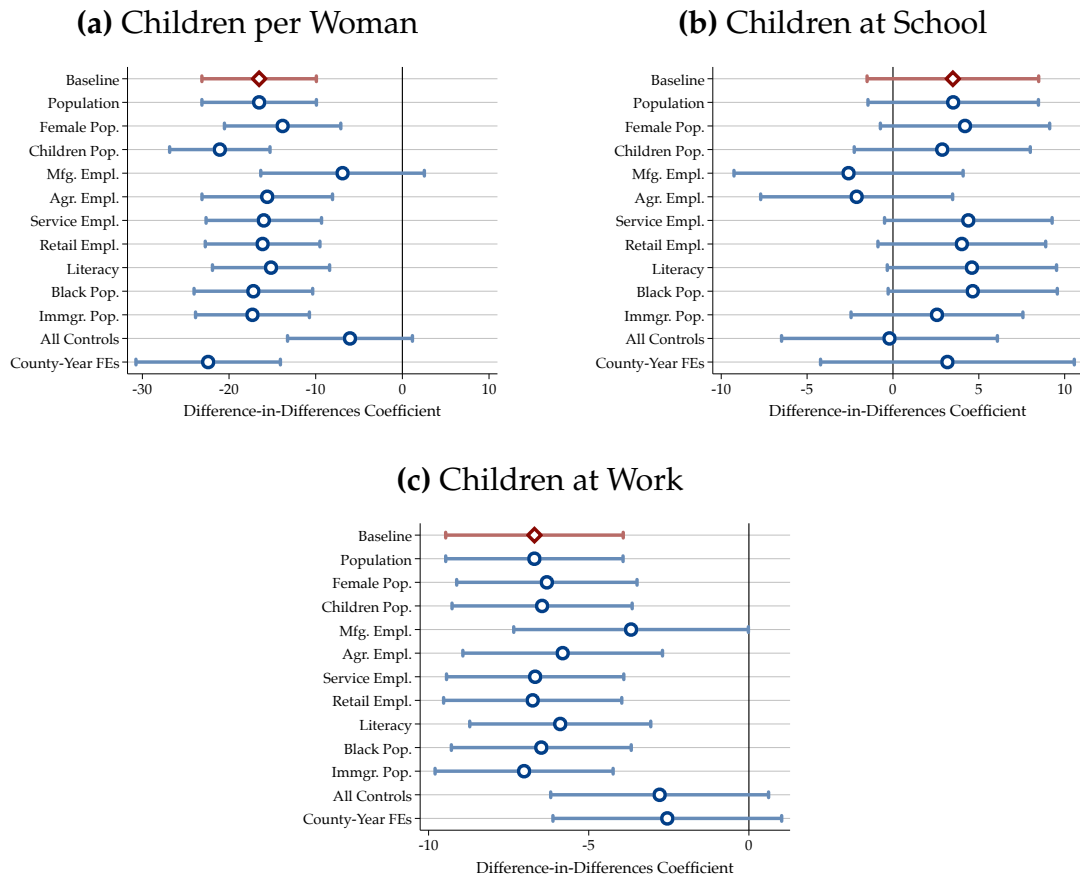 (a) Children per Woman
Baseline
Population
Female Pop.
Children Pop.
Mfg. Empl.
Agr. Empl.
Service Empl.
Retail Empl.
Literacy
Black Pop.
Immgr. Pop.
All Controls
County-Year FEs
-30 -20 -10 0 10
Difference-in-Differences Coefficient
(b) Children at School
Baseline
Population
Female Pop.
Children Pop.
Mfg. Empl.
Agr. Empl.
Service Empl.
Retail Empl.
Literacy
Black Pop.
Immgr. Pop.
All Controls
County-Year FEs
-10 -5 0 5 10
Difference-in-Differences Coefficient
(c) Children at Work
Baseline
Population
Female Pop.
Children Pop.
Mfg. Empl.
Agr. Empl.
Service Empl.
Retail Empl.
Literacy
Black Pop.
Immgr. Pop.
All Controls
County-Year FEs
-10 -5 0
Difference-in-Differences Coefficient